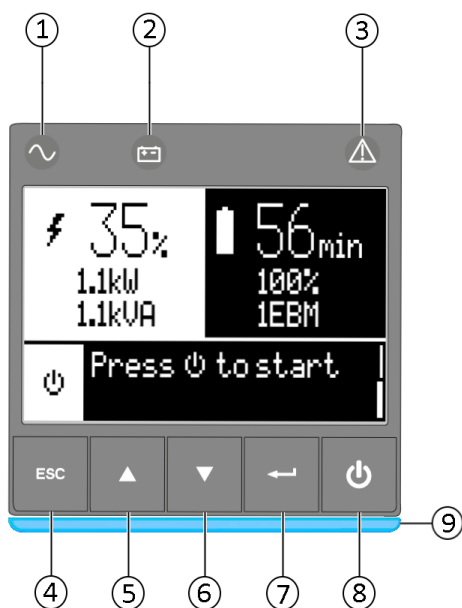 ① ② ③
35%
1.1kW
1.1kVA
56min
100%
1EBM
Press ⏻ to start
ESC
④ ⑤ ⑥ ⑦ ⑧ ⑨